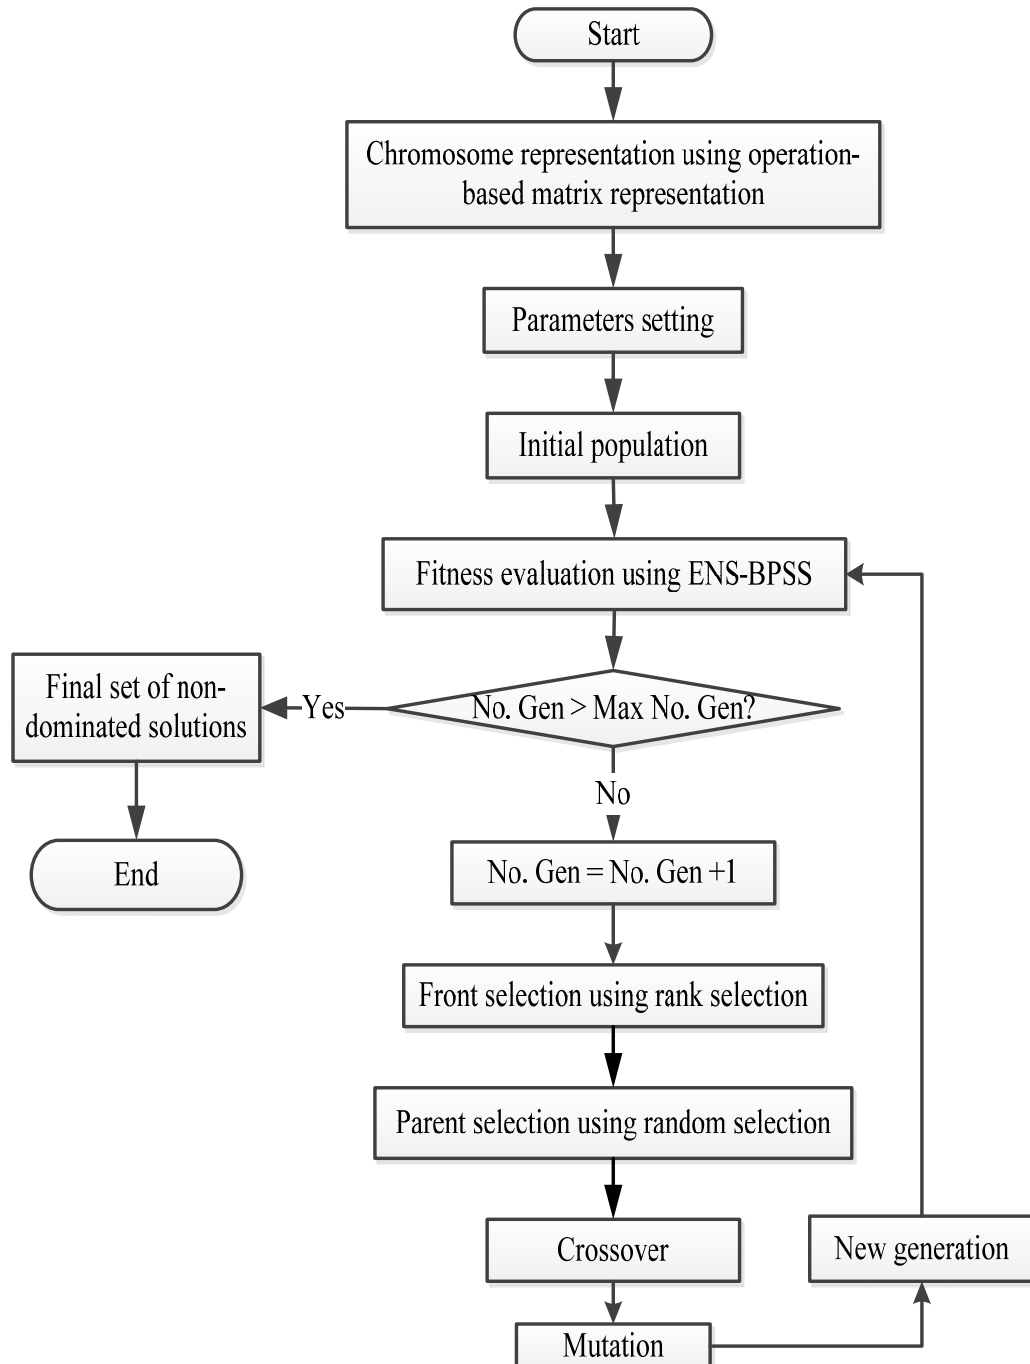 Start
Chromosome representation using operation-
based matrix representation
Parameters setting
Initial population
Fitness evaluation using ENS-BPSS
No. Gen > Max No. Gen?
Yes
Final set of non-
dominated solutions
End
No
No. Gen = No. Gen +1
Front selection using rank selection
Parent selection using random selection
Crossover
Mutation
New generation